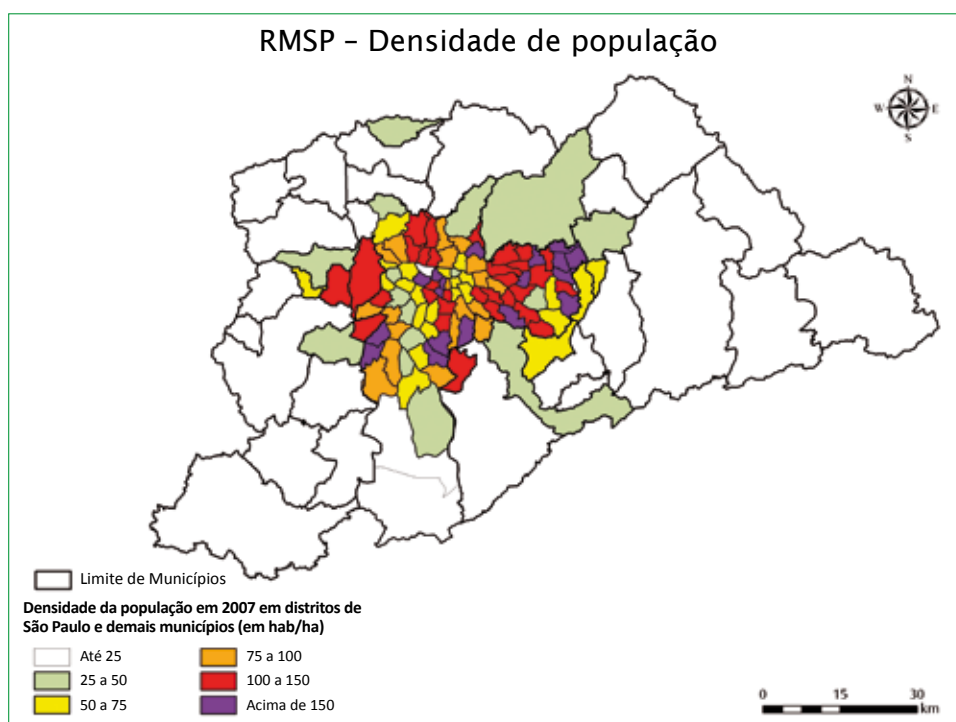 RMSP – Densidade de população
N
W E
S
Limite de Municípios
Densidade da população em 2007 em distritos de
São Paulo e demais municípios (em hab/ha)
Até 25
25 a 50
50 a 75
75 a 100
100 a 150
Acima de 150
0 15 30
km